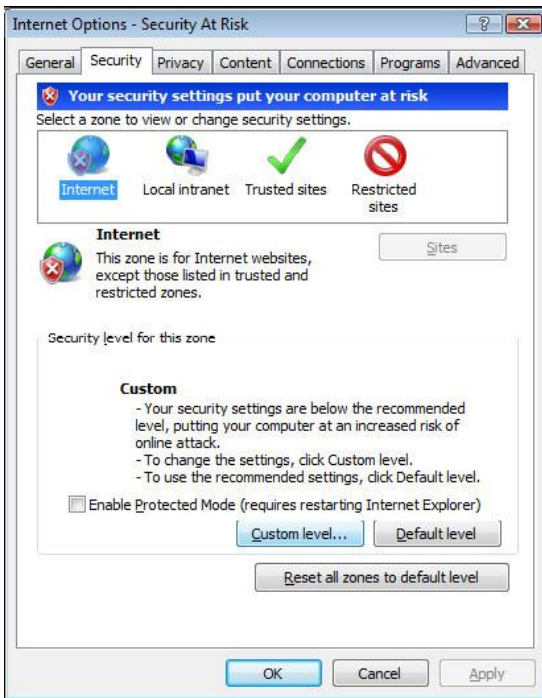 Internet Options - Security At Risk
General Security Privacy Content Connections Programs Advanced
Your security settings put your computer at risk
Select a zone to view or change security settings.
Internet Local intranet Trusted sites Restricted
sites
Internet
This zone is for Internet websites,
except those listed in trusted and
restricted zones.
Sites
Security level for this zone
Custom
- Your security settings are below the recommended
level, putting your computer at an increased risk of
online attack.
- To change the settings, click Custom level.
- To use the recommended settings, click Default level.
Enable Protected Mode (requires restarting Internet Explorer)
Custom level... Default level
Reset all zones to default level
OK Cancel Apply